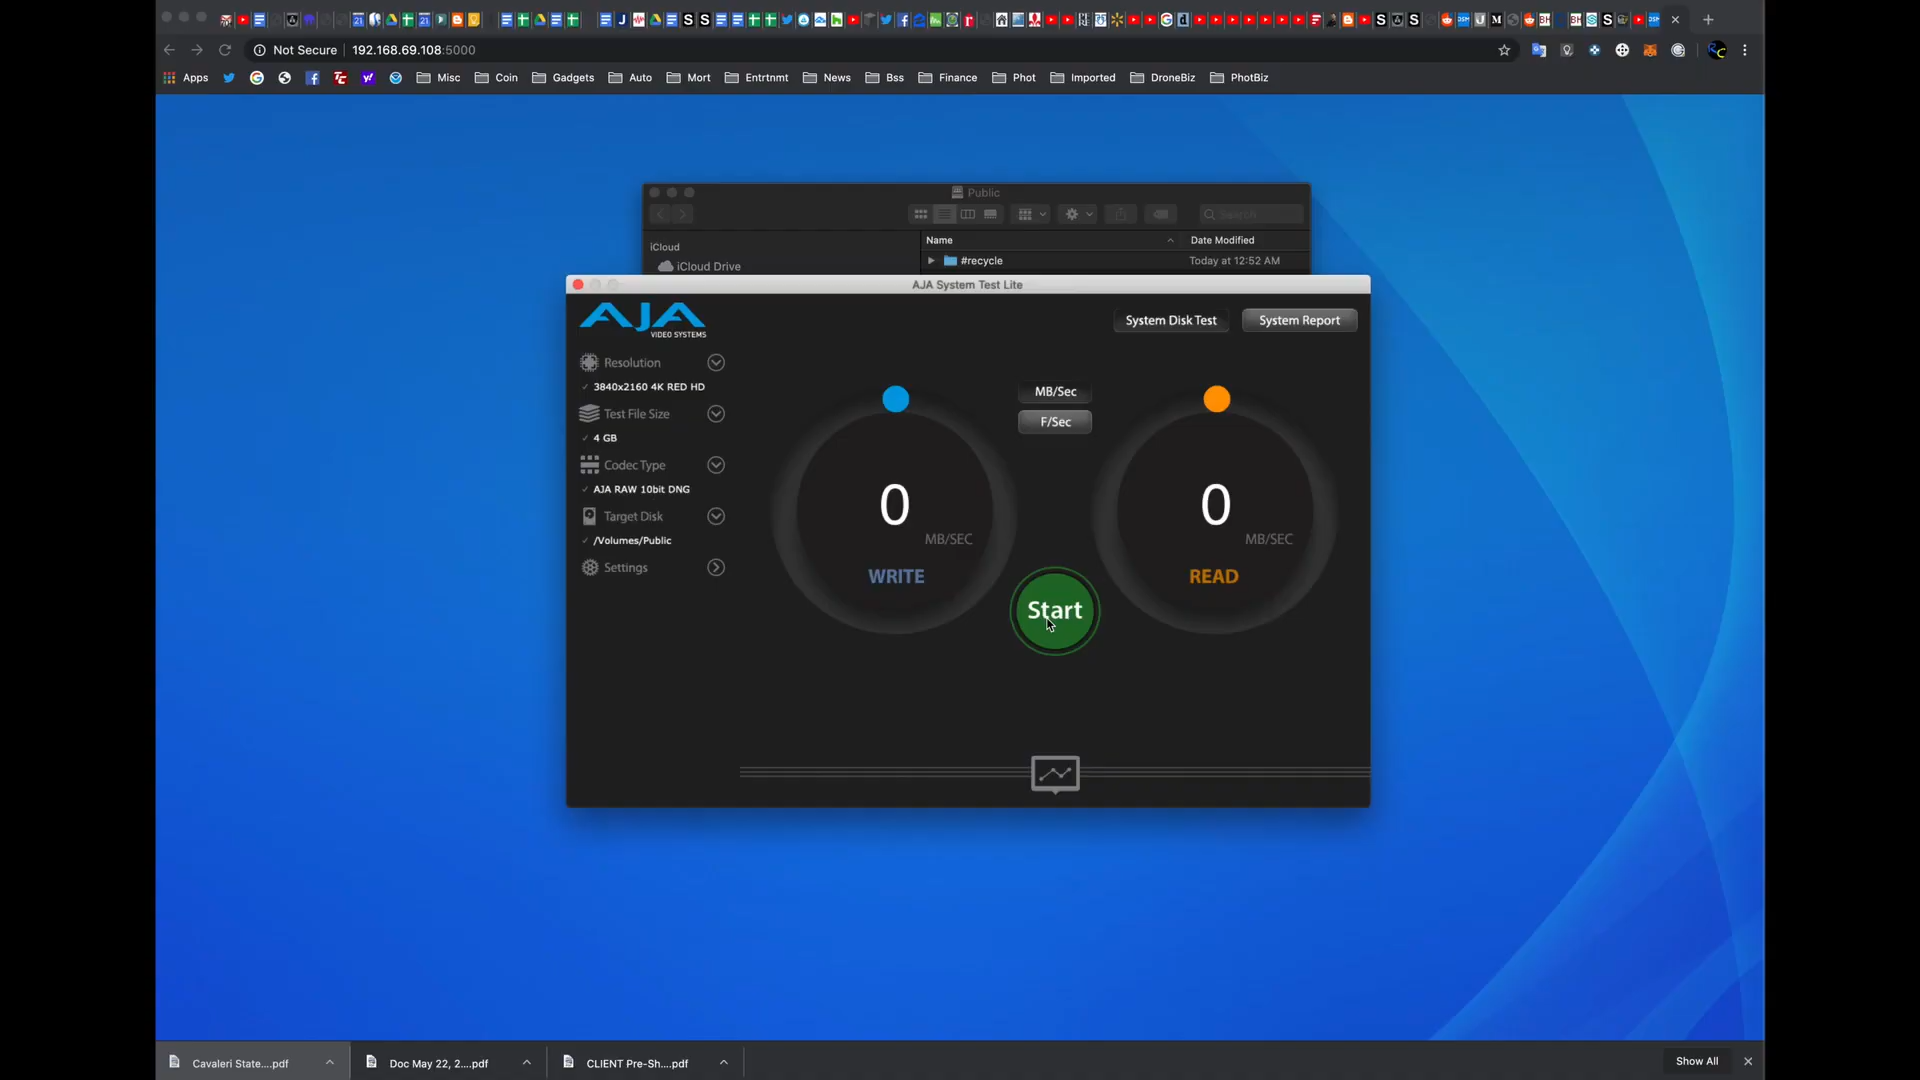 Not Secure 192.168.69.108:5000
Apps Misc Coin Gadgets Auto Mort Entrtnmt News Bss Finance Phot Imported DroneBiz PhotBiz
Public
Search
iCloud
iCloud Drive
Name Date Modified
#recycle Today at 12:52 AM
AJA System Test Lite
AJA
VIDEO SYSTEMS
System Disk Test System Report
Resolution
3840x2160 4K RED HD
Test File Size
4 GB
Codec Type
AJA RAW 10bit DNG
Target Disk
/Volumes/Public
Settings
MB/Sec
F/Sec
0 MB/SEC
WRITE
0 MB/SEC
READ
Start
Cavaleri State....pdf Doc May 22, 2....pdf CLIENT Pre-Sh....pdf Show All